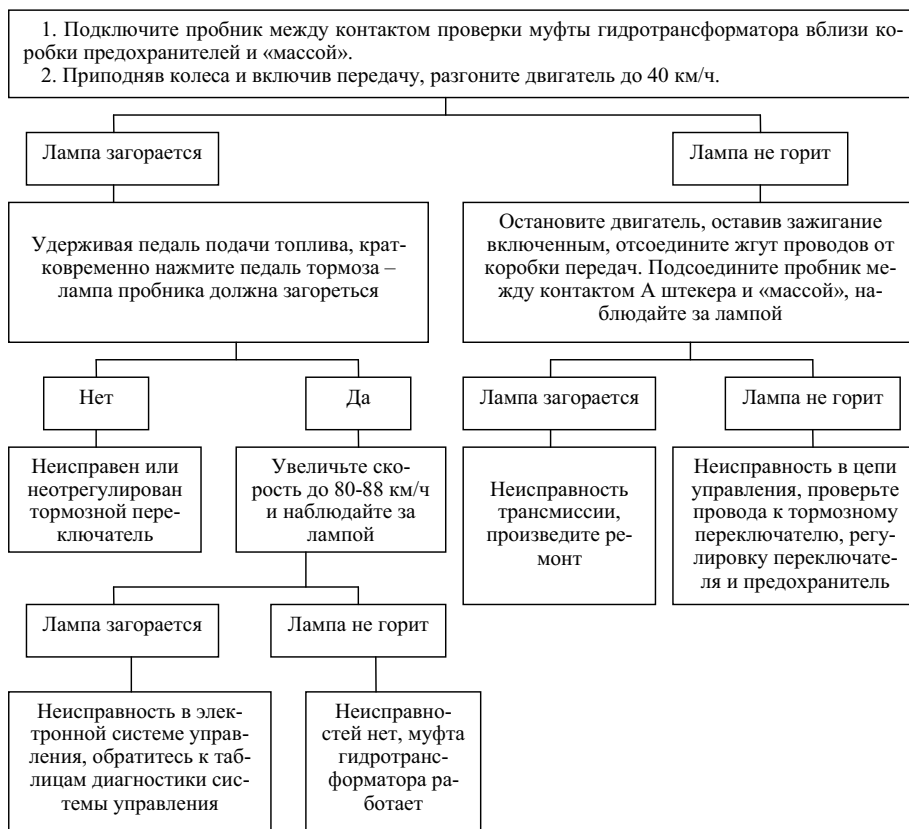 1. Подключите пробник между контактом проверки муфты гидротрансформатора вблизи ко-
робки предохранителей и «массой».
2. Приподняв колеса и включив передачу, разгоните двигатель до 40 км/ч.
Лампа загорается
Лампа не горит
Удерживая педаль подачи топлива, крат-
ковременно нажмите педаль тормоза –
лампа пробника должна загореться
Остановите двигатель, оставив зажигание
включенным, отсоедините жгут проводов от
коробки передач. Подсоедините пробник ме-
жду контактом А штекера и «массой», на-
блюдайте за лампой
Нет
Да
Лампа загорается
Лампа не горит
Неисправен или
неотрегулирован
тормозной пере-
ключатель
Увеличьте ско-
рость до 80-88 км/ч
и наблюдайте за
лампой
Неисправность
трансмиссии,
произведите ре-
монт
Неисправность в цепи
управления, проверьте
провода к тормозному
переключателю, регу-
лировку переключате-
ля и предохранитель
Лампа загорается
Лампа не горит
Неисправность в элек-
тронной системе управ-
ления, обратитесь к таб-
лицам диагностики сис-
темы управления
Неисправно-
стей нет, муфта
гидротранс-
форматора ра-
ботает